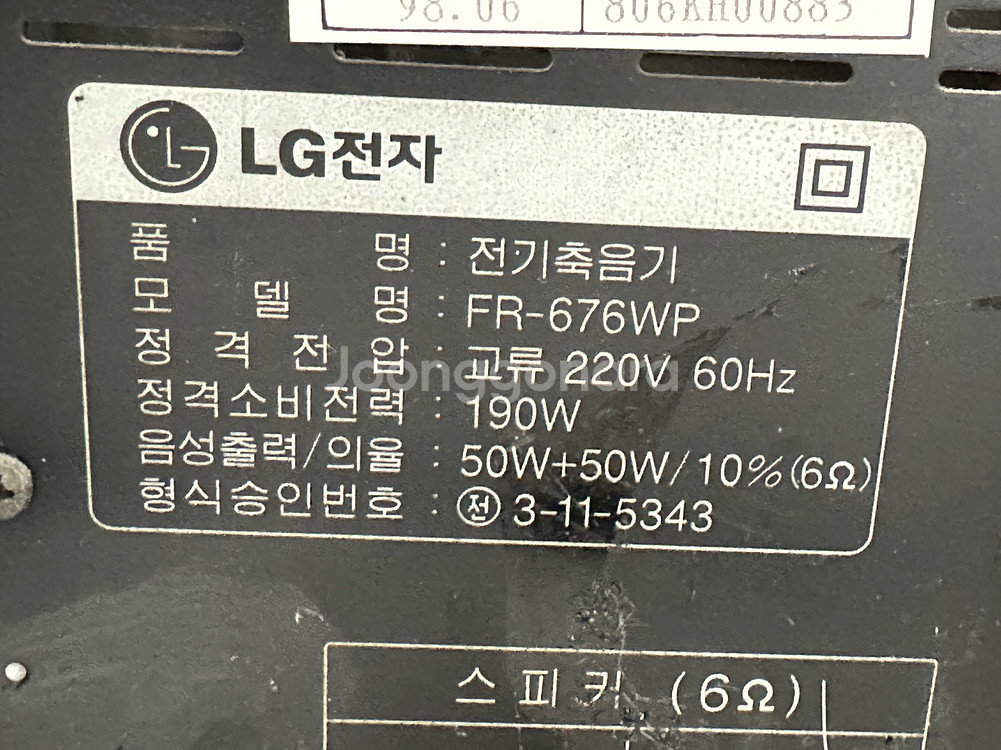 98.06 806KH00883
LG전자
품 명 : 전기축음기
모 델 명 : FR-676WP
정 격 전 압 : 교류 220V 60Hz
Joonggonara
정격소비전력 : 190W
음성출력/의율 : 50W+50W/10%(6Ω)
형식승인번호 : 전 3-11-5343
스피커 (6Ω)